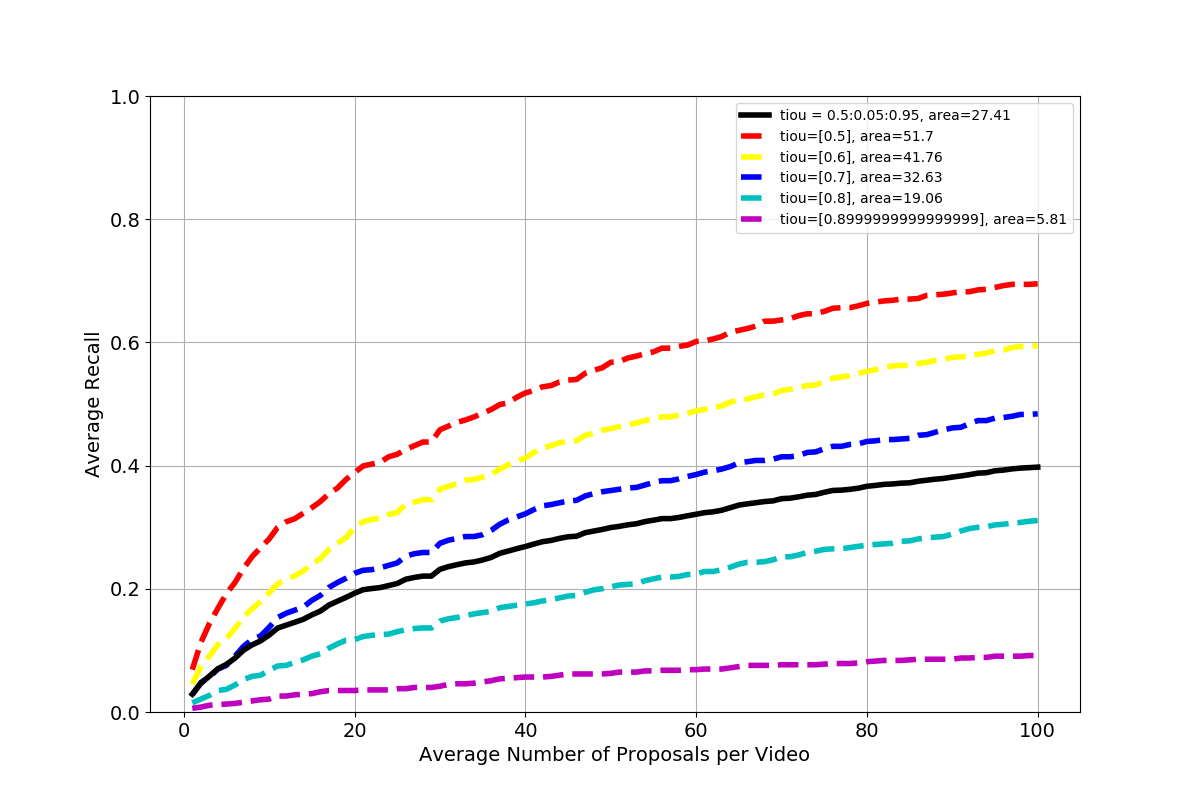 1.0
0.8
0.6
0.4
0.2
0.0
Average Recall
tiou = 0.5:0.05:0.95, area=27.41
tiou=[0.5], area=51.7
tiou=[0.6], area=41.76
tiou=[0.7], area=32.63
tiou=[0.8], area=19.06
tiou=[0.8999999999999999], area=5.81
0 20 40 60 80 100
Average Number of Proposals per Video